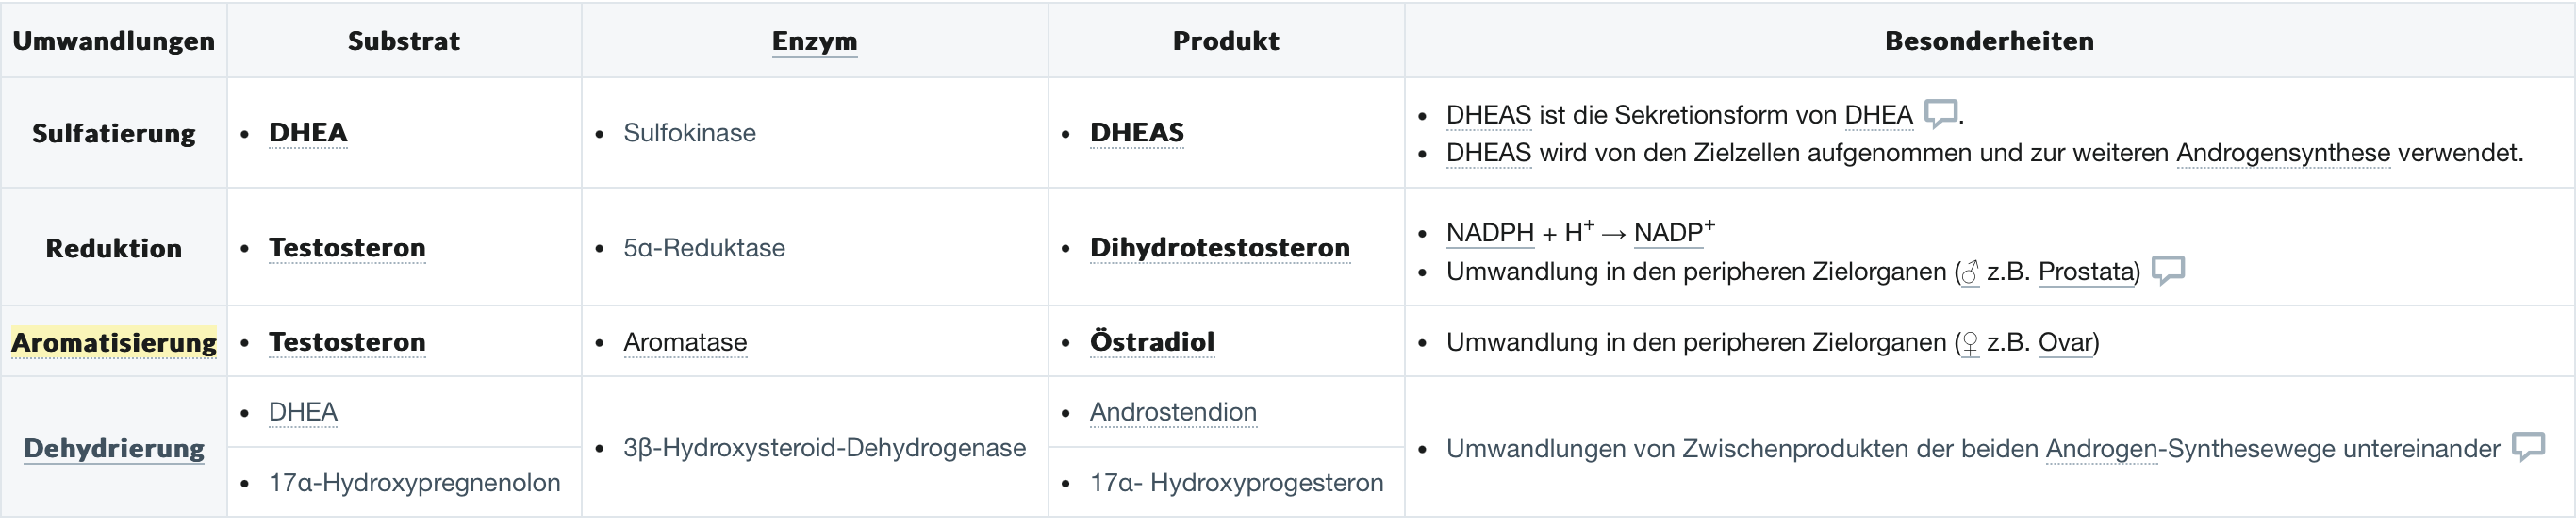 Umwandlungen Substrat Enzym Produkt Besonderheiten
Sulfatierung • DHEA • Sulfokinase • DHEAS • DHEAS ist die Sekretionsform von DHEA .
• DHEAS wird von den Zielzellen aufgenommen und zur weiteren Androgensynthese verwendet.
Reduktion • Testosteron • 5α-Reduktase • Dihydrotestosteron • NADPH + H⁺ → NADP⁺
• Umwandlung in den peripheren Zielorganen (♂ z.B. Prostata)
Aromatisierung • Testosteron • Aromatase • Östradiol • Umwandlung in den peripheren Zielorganen (♀ z.B. Ovar)
Dehydrierung • DHEA • 3β-Hydroxysteroid-Dehydrogenase • Androstendion • Umwandlungen von Zwischenprodukten der beiden Androgen-Synthesewege untereinander
• 17α-Hydroxypregnenolon • 17α- Hydroxyprogesteron